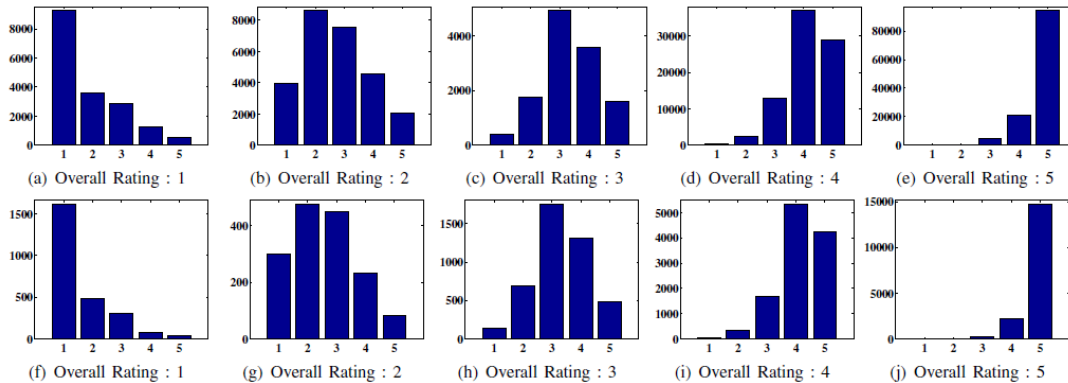 8000
6000
4000
2000
0
1 2 3 4 5
(a) Overall Rating : 1
8000
6000
4000
2000
0
1 2 3 4 5
(b) Overall Rating : 2
4000
2000
0
1 2 3 4 5
(c) Overall Rating : 3
30000
20000
10000
0
1 2 3 4 5
(d) Overall Rating : 4
80000
60000
40000
20000
0
1 2 3 4 5
(e) Overall Rating : 5
1500
1000
500
0
1 2 3 4 5
(f) Overall Rating : 1
400
200
0
1 2 3 4 5
(g) Overall Rating : 2
1500
1000
500
0
1 2 3 4 5
(h) Overall Rating : 3
5000
4000
3000
2000
1000
0
1 2 3 4 5
(i) Overall Rating : 4
15000
10000
5000
0
1 2 3 4 5
(j) Overall Rating : 5